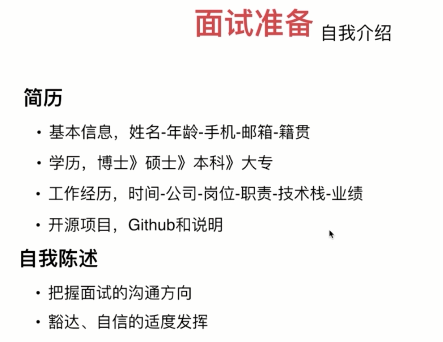 面试准备 自我介绍
简历
• 基本信息，姓名-年龄-手机-邮箱-籍贯
• 学历，博士》硕士》本科》大专
• 工作经历，时间-公司-岗位-职责-技术栈-业绩
• 开源项目，Github和说明
自我陈述
• 把握面试的沟通方向
• 豁达、自信的适度发挥